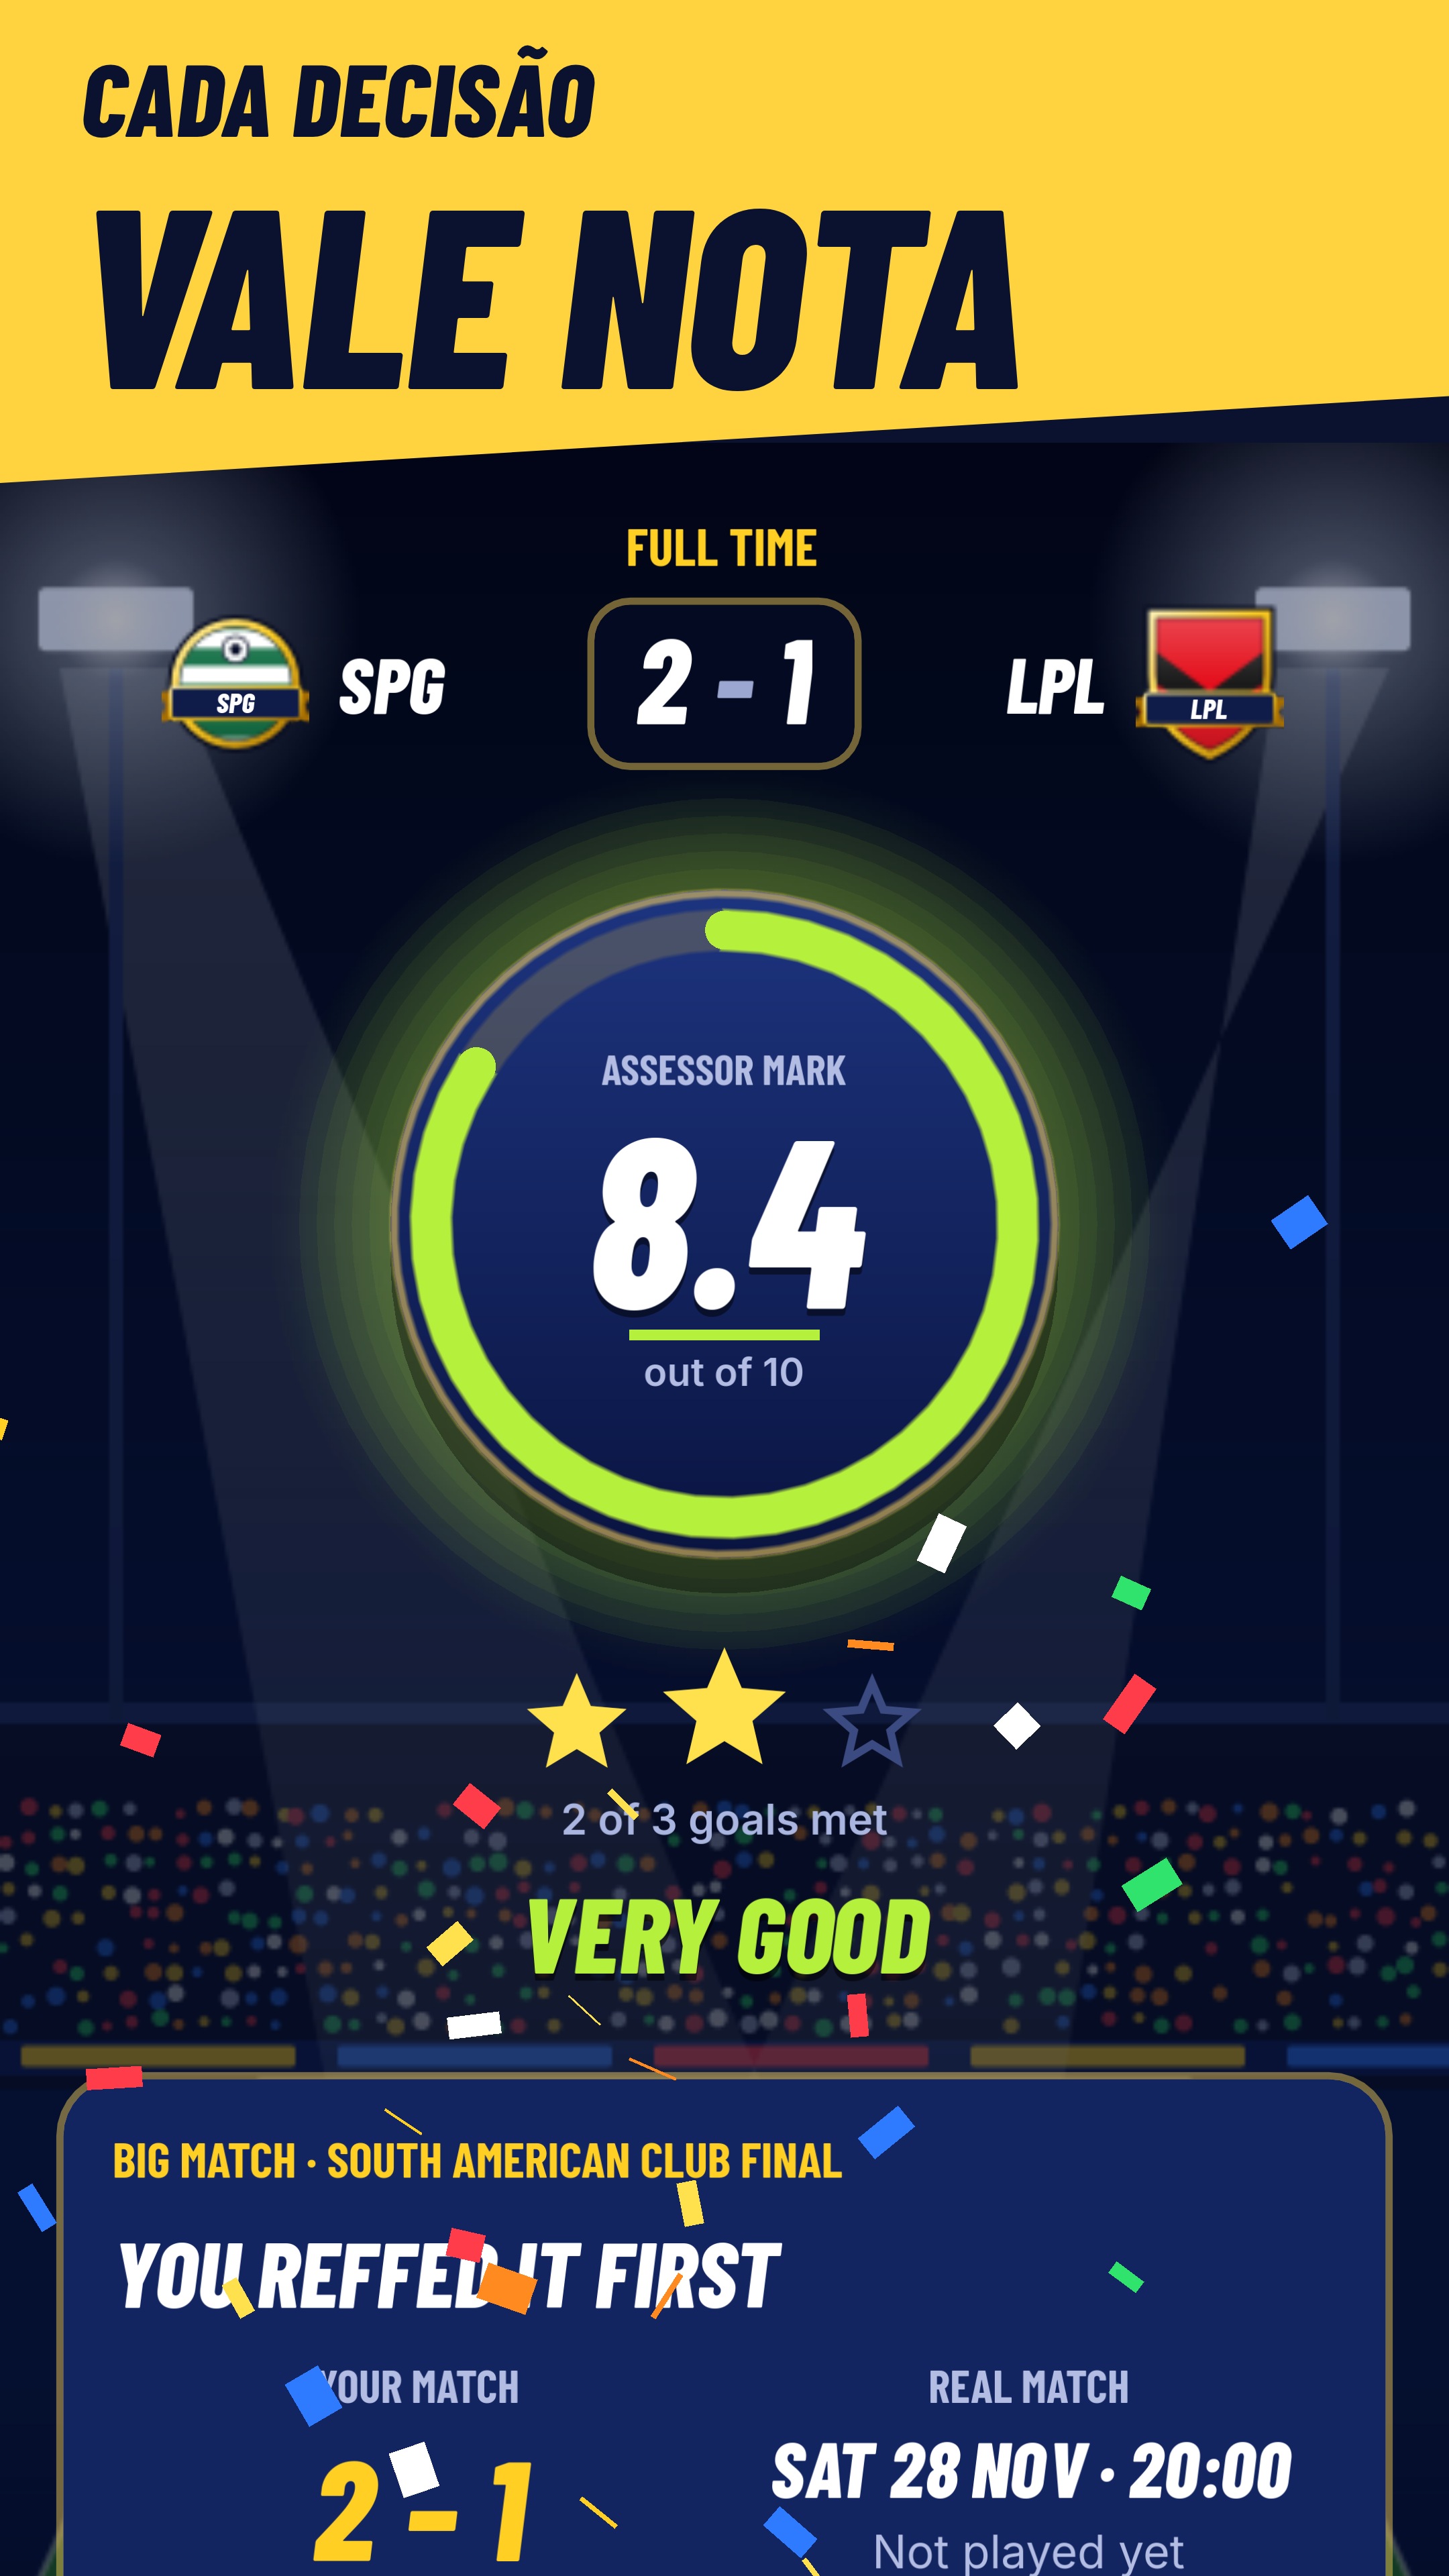 CADA DECISÃO
VALE NOTA
FULL TIME
SPG SPG 2 - 1 LPL LPL
ASSESSOR MARK
8.4
out of 10
2 of 3 goals met
VERY GOOD
BIG MATCH · SOUTH AMERICAN CLUB FINAL
YOU REFFED IT FIRST
YOUR MATCH REAL MATCH
2 - 1 SAT 28 NOV · 20:00
Not played yet